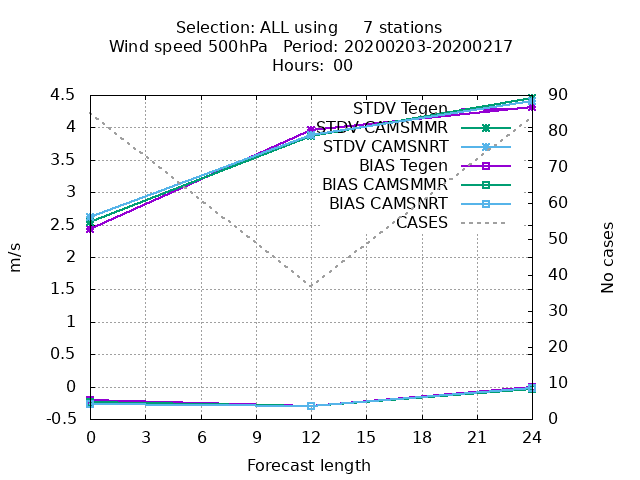 Selection: ALL using 7 stations
Wind speed 500hPa Period: 20200203-20200217
Hours: 00
4.5
4
3.5
3
2.5
2
1.5
1
0.5
0
-0.5
90
80
70
60
50
40
30
20
10
0
STDV Tegen
STDV CAMSMMR
STDV CAMSNRT
BIAS Tegen
BIAS CAMSMMR
BIAS CAMSNRT
CASES
m/s
No cases
0 3 6 9 12 15 18 21 24
Forecast length